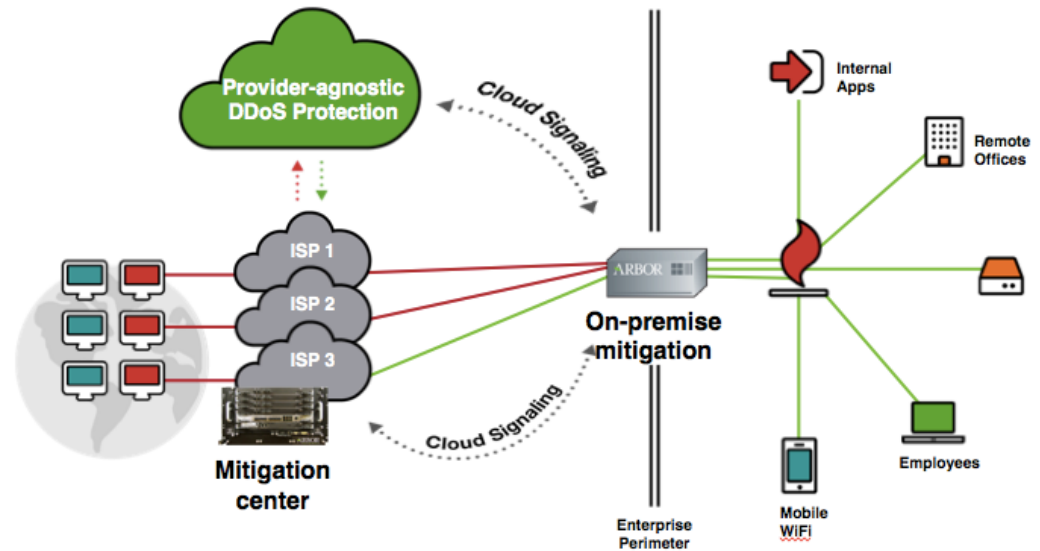 Provider-agnostic
DDoS Protection
Cloud Signaling
ISP 1
ISP 2
ISP 3
ARBOR
Mitigation
center
Cloud Signaling
ARBOR
On-premise
mitigation
Enterprise
Perimeter
Internal
Apps
Remote
Offices
Employees
Mobile
WiFi